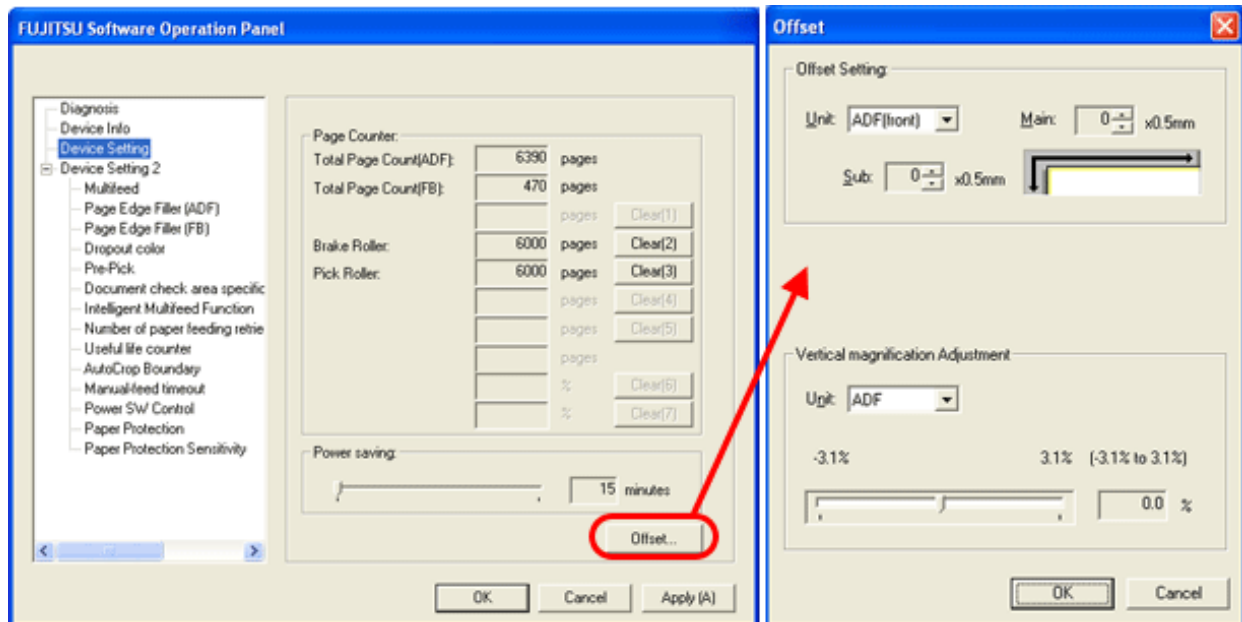 FUJITSU Software Operation Panel
Diagnosis
Device Info
Device Setting
Device Setting 2
Multifeed
Page Edge Filler (ADF)
Page Edge Filler (FB)
Dropout color
Pre-Pick
Document check area specific
Intelligent Multifeed Function
Number of paper feeding retrie
Useful life counter
AutoCrop Boundary
Manual-feed timeout
Power SW Control
Paper Protection
Paper Protection Sensitivity
Page Counter:
Total Page Count(ADF): 6390 pages
Total Page Count(FB): 470 pages
pages Clear(1)
Brake Roller: 6000 pages Clear(2)
Pick Roller: 6000 pages Clear(3)
pages Clear(4)
pages Clear(5)
pages
% Clear(6)
% Clear(7)
Power saving:
15 minutes
Offset...
OK Cancel Apply (A)
Offset
Offset Setting:
Unit: ADF(front) Main: 0 x0.5mm
Sub: 0 x0.5mm
Vertical magnification Adjustment
Unit: ADF
-3.1% 3.1% (-3.1% to 3.1%)
0.0 %
OK Cancel